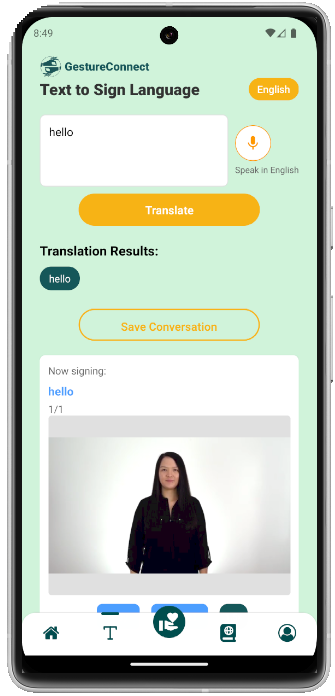 8:49
GestureConnect
Text to Sign Language
English
hello
Speak in English
Translate
Translation Results:
hello
Save Conversation
Now signing:
hello
1/1
T